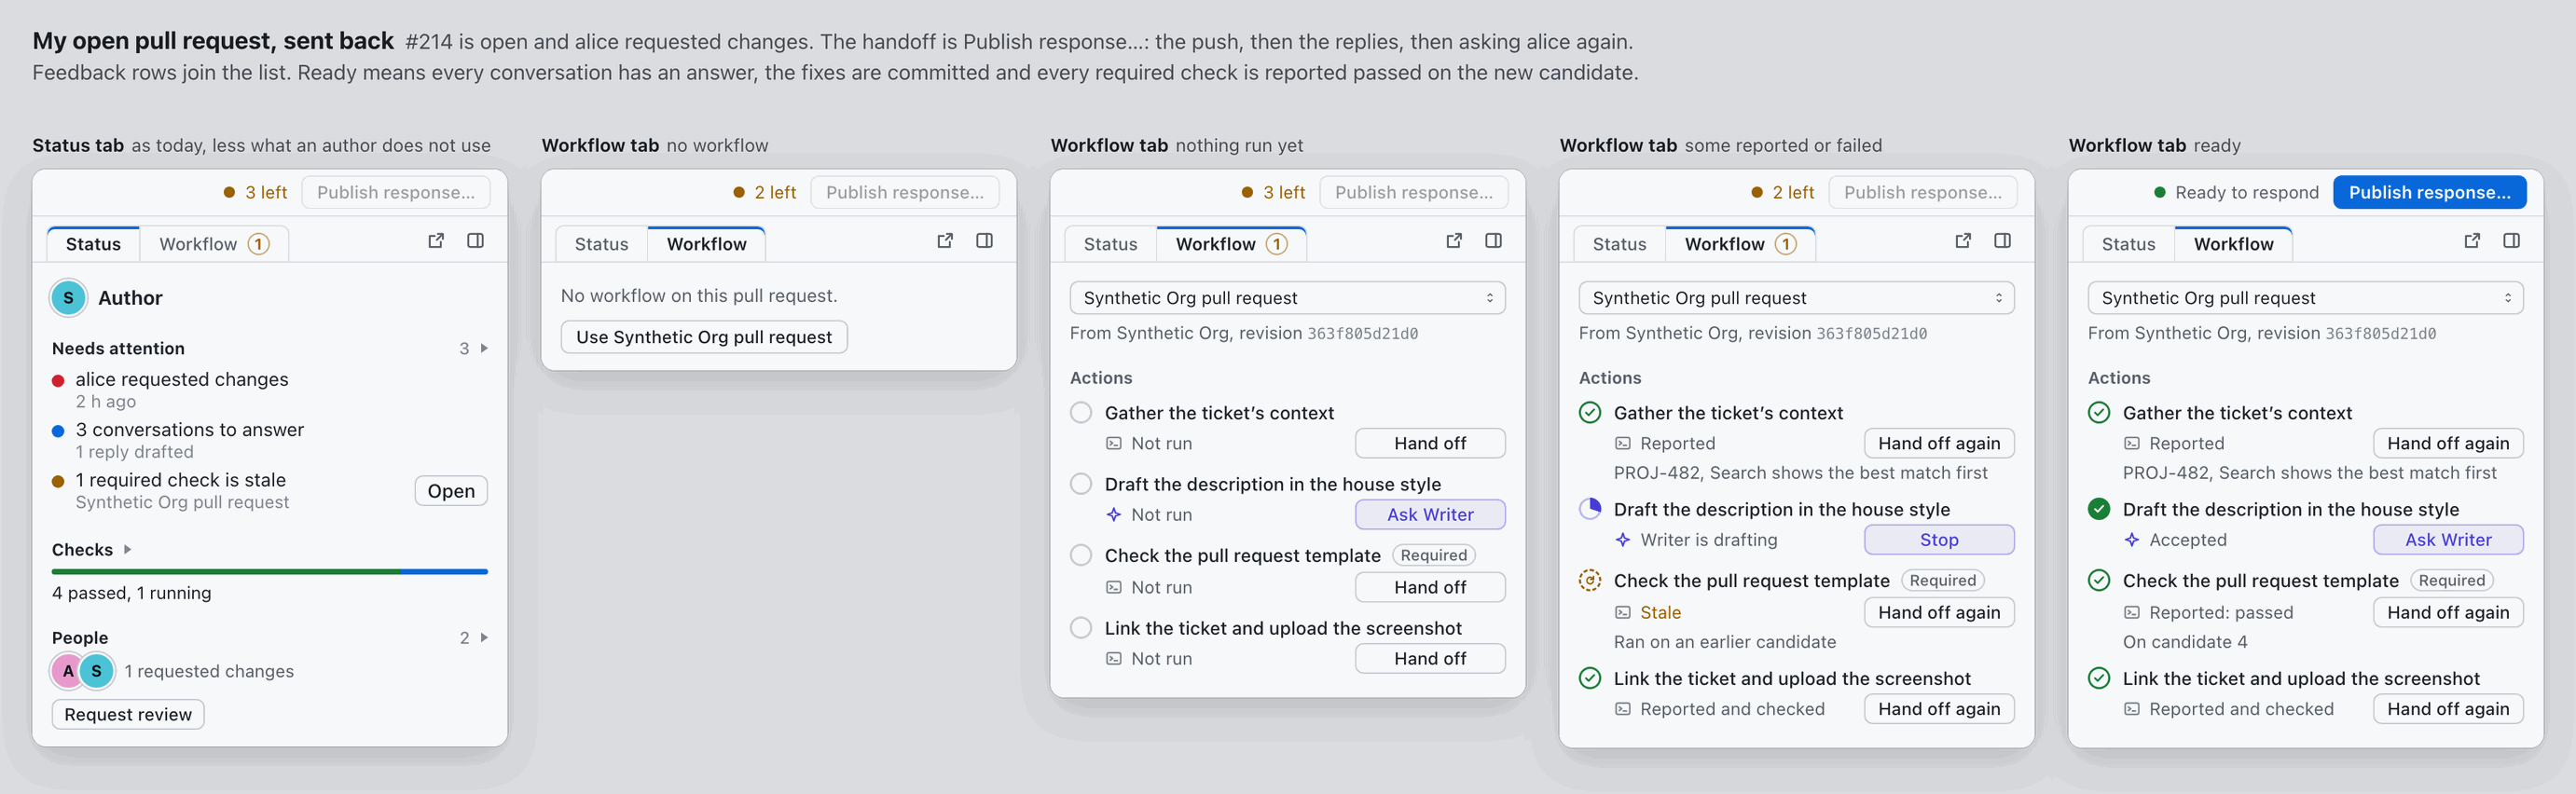 My open pull request, sent back #214 is open and alice requested changes. The handoff is Publish response...: the push, then the replies, then asking alice again.
Feedback rows join the list. Ready means every conversation has an answer, the fixes are committed and every required check is reported passed on the new candidate.
Status tab as today, less what an author does not use
3 left Publish response...
Status Workflow 1
S Author
Needs attention 3
alice requested changes
2 h ago
3 conversations to answer
1 reply drafted
1 required check is stale
Synthetic Org pull request
Open
Checks
4 passed, 1 running
People 2
A S 1 requested changes
Request review
Workflow tab no workflow
2 left Publish response...
Status Workflow
No workflow on this pull request.
Use Synthetic Org pull request
Workflow tab nothing run yet
3 left Publish response...
Status Workflow 1
Synthetic Org pull request
From Synthetic Org, revision 363f805d21d0
Actions
Gather the ticket’s context
Not run Hand off
Draft the description in the house style
Not run Ask Writer
Check the pull request template Required
Not run Hand off
Link the ticket and upload the screenshot
Not run Hand off
Workflow tab some reported or failed
2 left Publish response...
Status Workflow 1
Synthetic Org pull request
From Synthetic Org, revision 363f805d21d0
Actions
Gather the ticket’s context
Reported Hand off again
PROJ-482, Search shows the best match first
Draft the description in the house style
Writer is drafting Stop
Check the pull request template Required
Stale Hand off again
Ran on an earlier candidate
Link the ticket and upload the screenshot
Reported and checked Hand off again
Workflow tab ready
Ready to respond Publish response...
Status Workflow
Synthetic Org pull request
From Synthetic Org, revision 363f805d21d0
Actions
Gather the ticket’s context
Reported Hand off again
PROJ-482, Search shows the best match first
Draft the description in the house style
Accepted Ask Writer
Check the pull request template Required
Reported: passed Hand off again
On candidate 4
Link the ticket and upload the screenshot
Reported and checked Hand off again